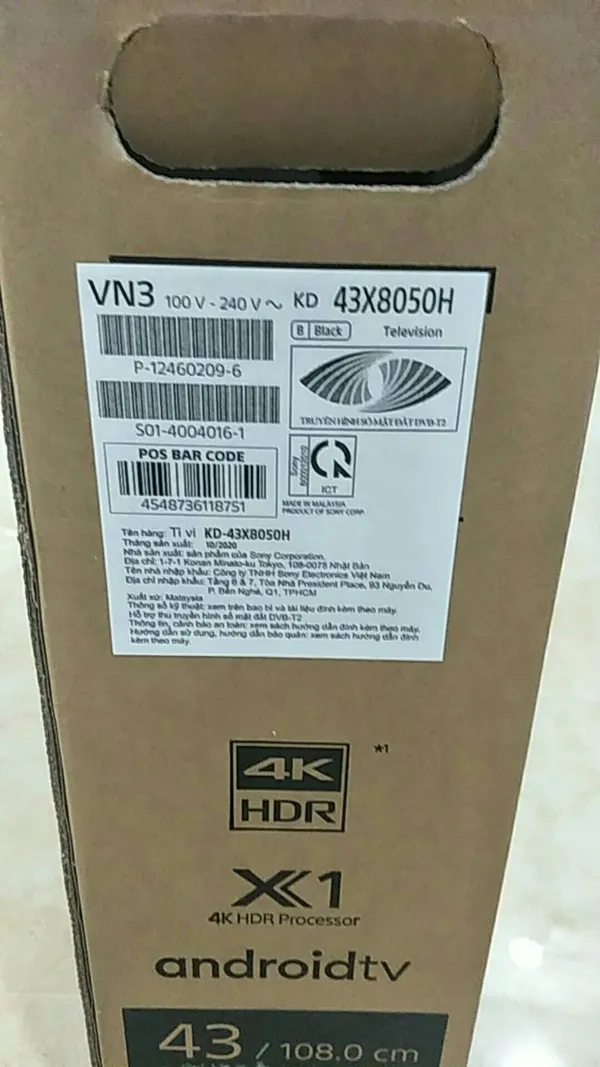 VN3 100 V - 240 V ~ KD 43X8050H
B Black Television
P-12460209-6
TRUYỀN HÌNH SỐ MẶT ĐẤT DVB-T2
S01-4004016-1
POS BAR CODE
4548736118751
Sony
ICT
MADE IN MALAYSIA
PRODUCT OF SONY CORP.
Tên hàng: Ti vi KD-43X8050H
Tháng sản xuất: 10/2020
Nhà sản xuất: sản phẩm của Sony Corporation.
Địa chỉ: 1-7-1 Konan Minato-ku Tokyo, 108-0075 Nhật Bản
Tên nhà nhập khẩu: Công ty TNHH Sony Electronics Việt Nam
Địa chỉ nhập khẩu: Tầng 6 & 7, Tòa Nhà President Place, 93 Nguyễn Du,
P. Bến Nghé, Q1, TPHCM
Xuất xứ: Malaysia
Thông số kỹ thuật: xem trên bao bì và tài liệu đính kèm theo máy.
Hỗ trợ thu truyền hình số mặt đất DVB-T2
Thông tin, cảnh báo an toàn: xem sách hướng dẫn đính kèm theo máy.
Hướng dẫn sử dụng, hướng dẫn bảo quản: xem sách hướng dẫn đính
kèm theo máy.
4K *1
HDR
X1
4K HDR Processor
androidtv
43 / 108.0 cm